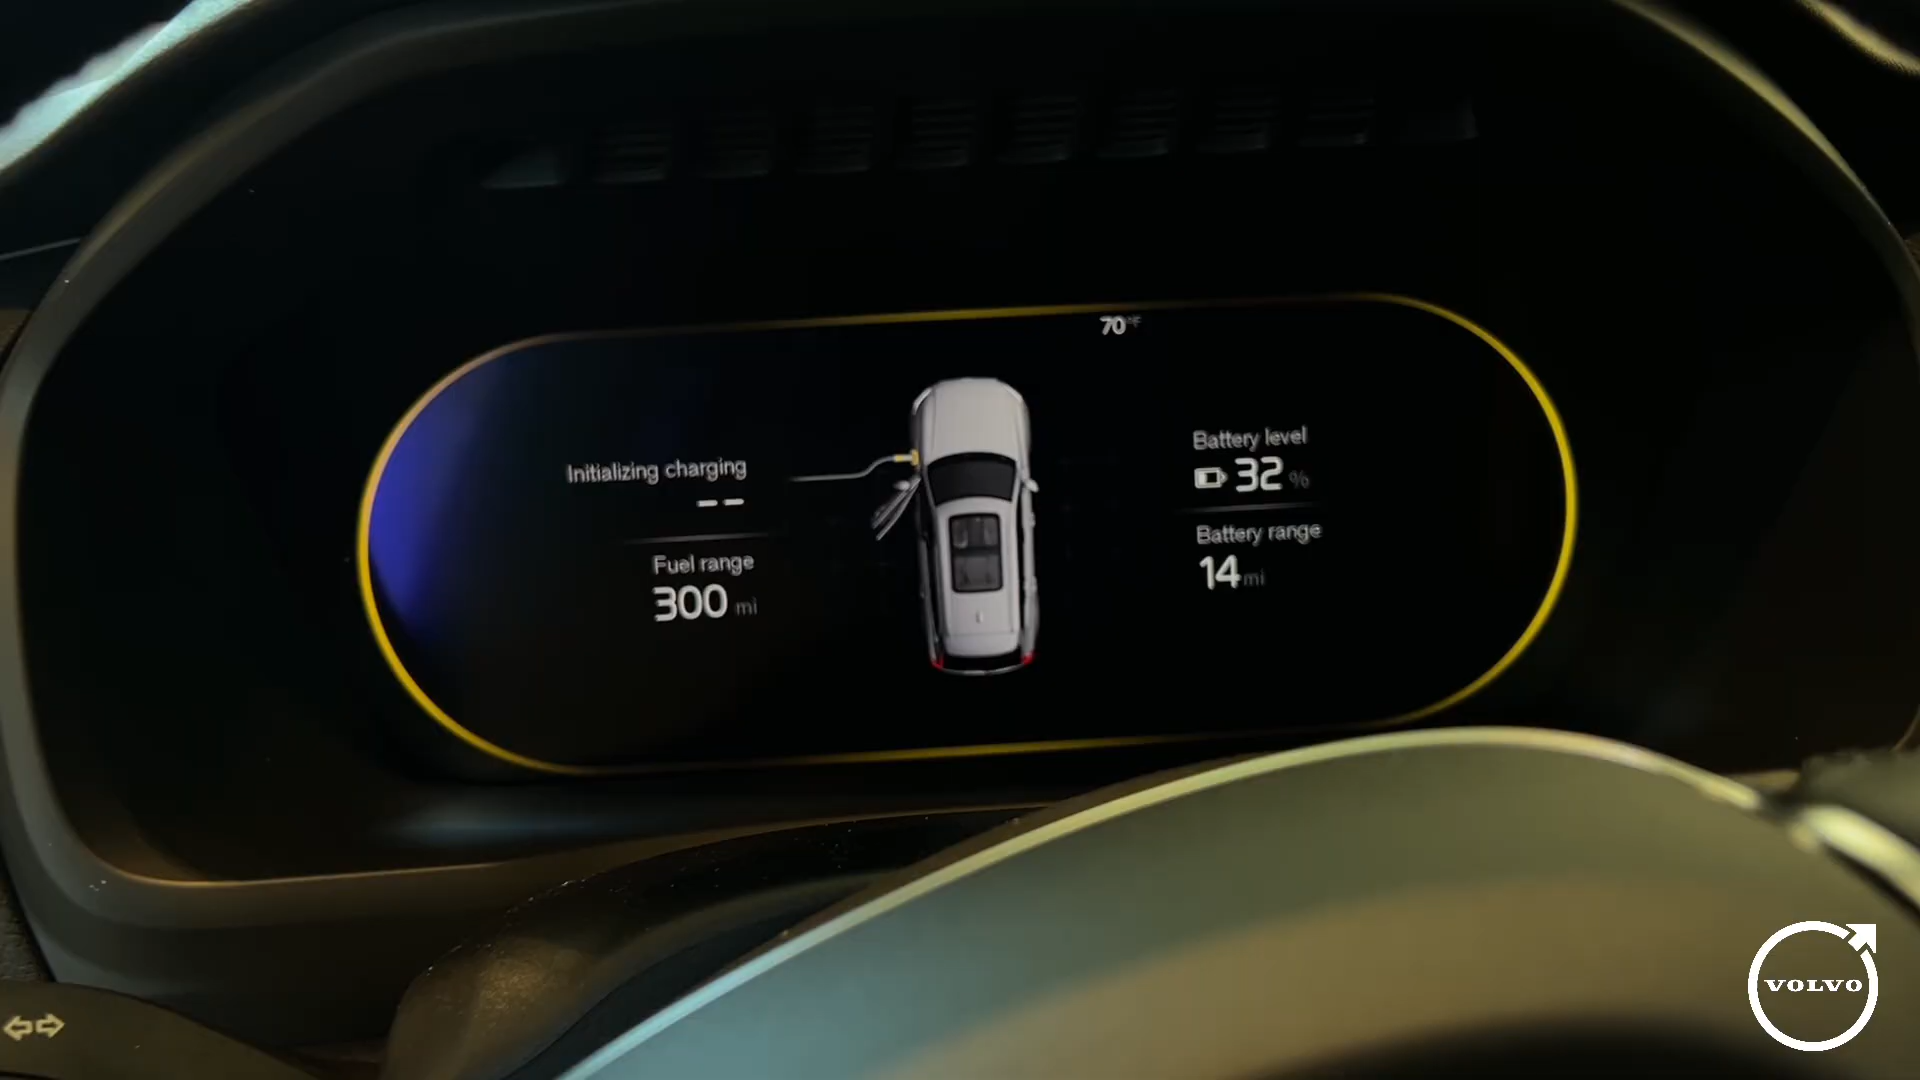 70°F
Initializing charging
--
Fuel range
300 mi
Battery level
32 %
Battery range
14 mi
VOLVO